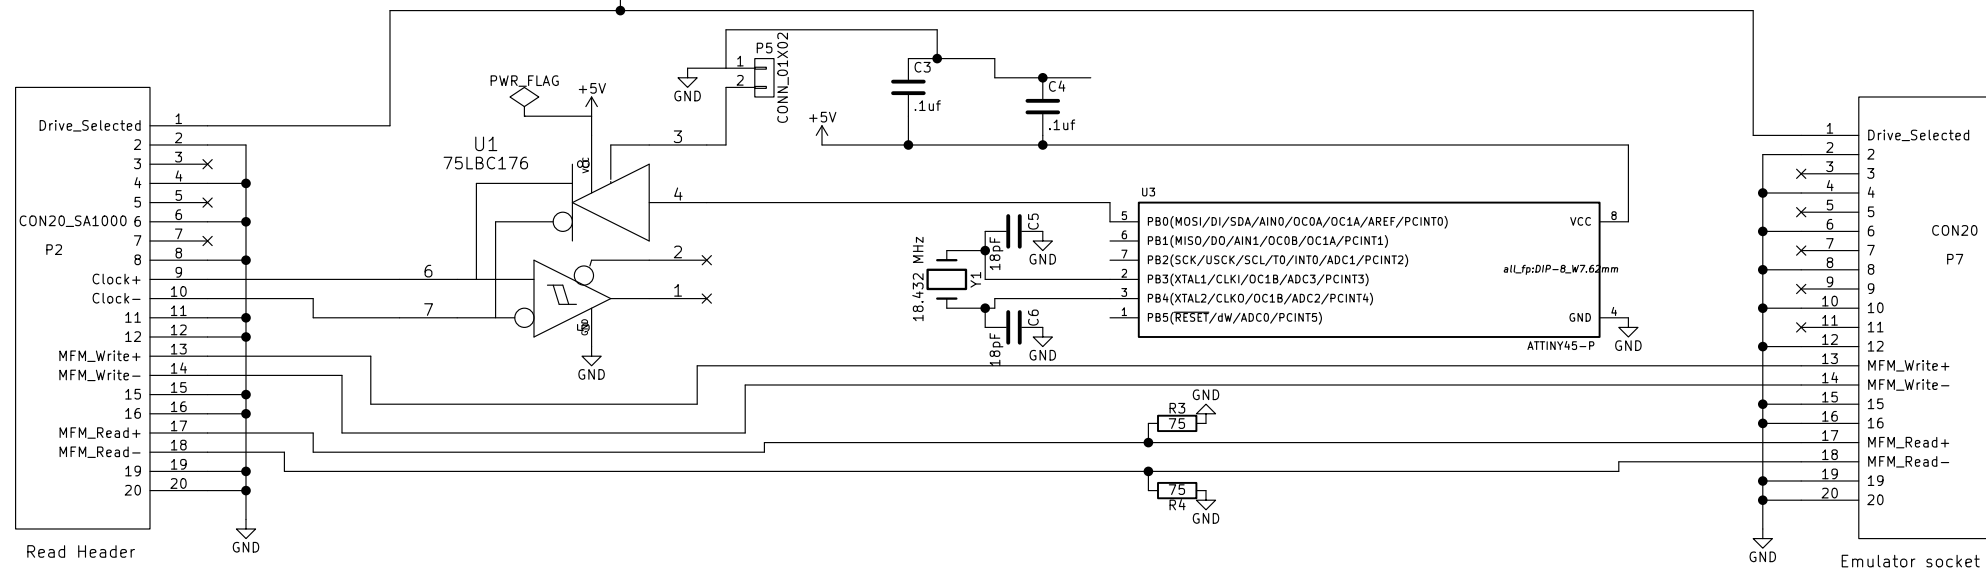 Drive_Selected 1
2 2
3 3
4 4
5 5
CON20_SA1000 6 6
P2
7 7
8 8
Clock+ 9
Clock- 10
11 11
12 12
MFM_Write+ 13
MFM_Write- 14
15 15
16 16
MFM_Read+ 17
MFM_Read- 18
19 19
20 20
GND
Read Header
PWR_FLAG
+5V
U1
75LBC176
8
3
4
6
7
2
1
5
GND
P5
1
2
CONN_01X02
GND
C3
.1uf
C4
.1uf
+5V
U3
5 PB0(MOSI/DI/SDA/AIN0/OC0A/OC1A/AREF/PCINT0)
6 PB1(MISO/DO/AIN1/OC0B/OC1A/PCINT1)
7 PB2(SCK/USCK/SCL/T0/INT0/ADC1/PCINT2)
2 PB3(XTAL1/CLKI/OC1B/ADC3/PCINT3)
3 PB4(XTAL2/CLKO/OC1B/ADC2/PCINT4)
1 PB5(RESET/dW/ADC0/PCINT5)
VCC 8
all_fp:DIP-8_W7.62mm
GND 4
ATTINY45-P
GND
18.432 MHz
Y1
C5
18pF
GND
C6
18pF
GND
GND
R3
75
75
R4
GND
1 Drive_Selected
2 2
3 3
4 4
5 5
6 6
CON20
7 7
P7
8 8
9 9
10 10
11 11
12 12
13 MFM_Write+
14 MFM_Write-
15 15
16 16
17 MFM_Read+
18 MFM_Read-
19 19
20 20
GND
Emulator socket